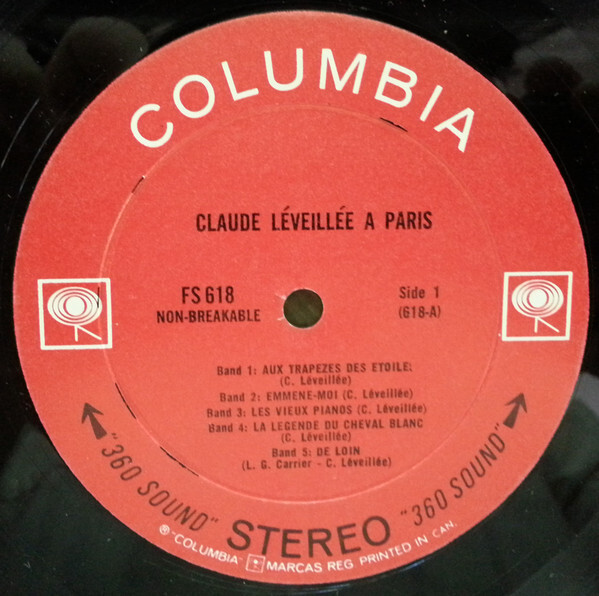 COLUMBIA
CLAUDE LÉVEILLÉE A PARIS
FS 618
NON-BREAKABLE
Side 1
(618-A)
Band 1: AUX TRAPEZES DES ETOILE:
(C. Léveillée)
Band 2: EMMENE-MOI (C. Léveillée)
Band 3: LES VIEUX PIANOS (C. Léveillée)
Band 4: LA LEGENDE DU CHEVAL BLANC
(C. Léveillée)
Band 5: DE LOIN
(L. G. Carrier - C. Léveillée)
"360 SOUND" STEREO "360 SOUND"
® "COLUMBIA" MARCAS REG PRINTED IN CAN.